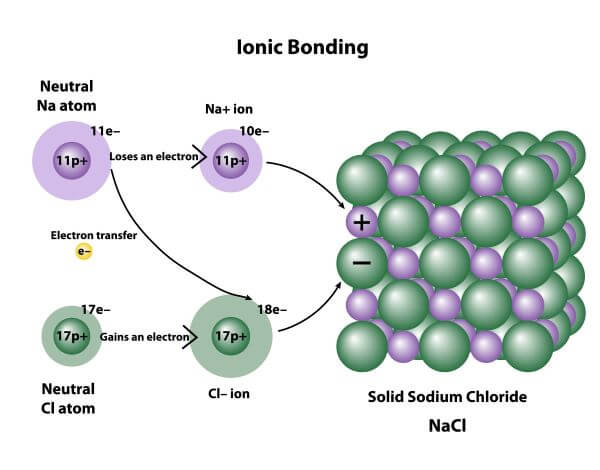 Ionic Bonding
Neutral
Na atom
11e–
11p+
Loses an electron
Na+ ion
10e–
11p+
Electron transfer
e–
17e–
17p+
Gains an electron
18e–
17p+
Neutral
Cl atom
Cl– ion
+
–
Solid Sodium Chloride
NaCl